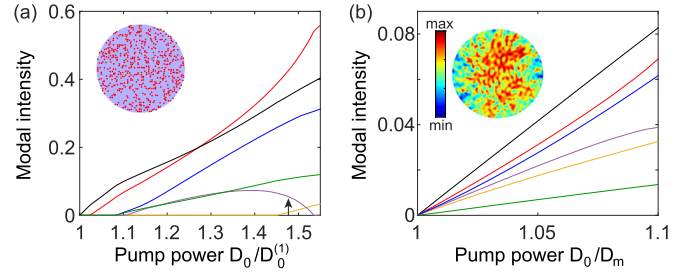 (a)
Modal intensity
0.6
0.4
0.2
0
1 1.1 1.2 1.3 1.4 1.5
Pump power D₀/D₀⁽¹⁾
(b)
Modal intensity
0.08
0.04
0
max
min
1 1.05 1.1
Pump power D₀/Dₘ